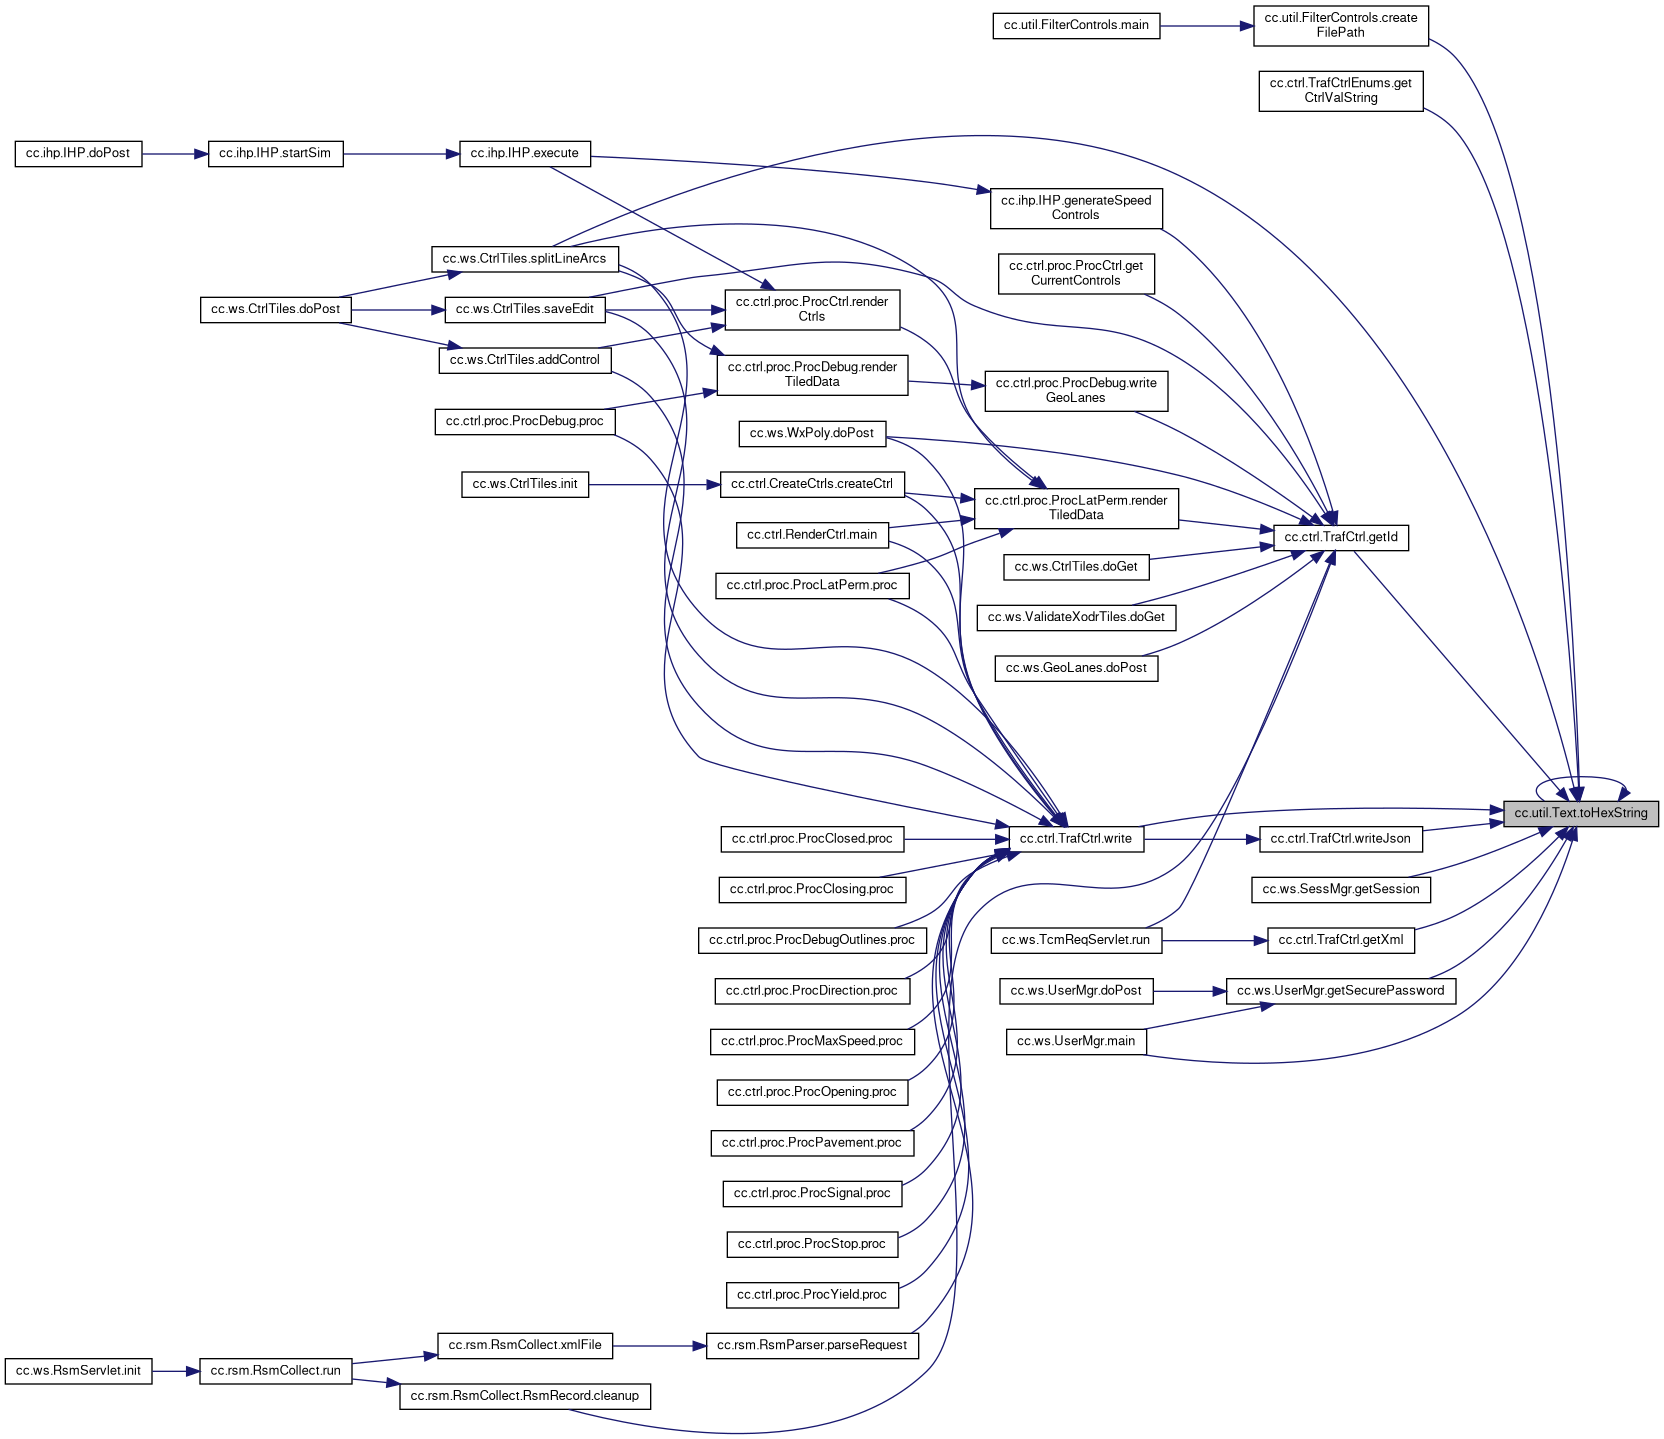 cc.util.FilterControls.main
cc.util.FilterControls.create
FilePath
cc.ctrl.TrafCtrlEnums.get
CtrlValString
cc.ihp.IHP.doPost
cc.ihp.IHP.startSim
cc.ihp.IHP.execute
cc.ihp.IHP.generateSpeed
Controls
cc.ws.CtrlTiles.splitLineArcs
cc.ctrl.proc.ProcCtrl.get
CurrentControls
cc.ws.CtrlTiles.doPost
cc.ws.CtrlTiles.saveEdit
cc.ctrl.proc.ProcCtrl.render
Ctrls
cc.ws.CtrlTiles.addControl
cc.ctrl.proc.ProcDebug.render
TiledData
cc.ctrl.proc.ProcDebug.write
GeoLanes
cc.ctrl.proc.ProcDebug.proc
cc.ws.WxPoly.doPost
cc.ws.CtrlTiles.init
cc.ctrl.CreateCtrls.createCtrl
cc.ctrl.proc.ProcLatPerm.render
TiledData
cc.ctrl.RenderCtrl.main
cc.ctrl.TrafCtrl.getId
cc.ws.CtrlTiles.doGet
cc.ctrl.proc.ProcLatPerm.proc
cc.ws.ValidateXodrTiles.doGet
cc.ws.GeoLanes.doPost
cc.util.Text.toHexString
cc.ctrl.proc.ProcClosed.proc
cc.ctrl.TrafCtrl.write
cc.ctrl.TrafCtrl.writeJson
cc.ctrl.proc.ProcClosing.proc
cc.ws.SessMgr.getSession
cc.ctrl.proc.ProcDebugOutlines.proc
cc.ws.TcmReqServlet.run
cc.ctrl.TrafCtrl.getXml
cc.ctrl.proc.ProcDirection.proc
cc.ws.UserMgr.doPost
cc.ws.UserMgr.getSecurePassword
cc.ctrl.proc.ProcMaxSpeed.proc
cc.ws.UserMgr.main
cc.ctrl.proc.ProcOpening.proc
cc.ctrl.proc.ProcPavement.proc
cc.ctrl.proc.ProcSignal.proc
cc.ctrl.proc.ProcStop.proc
cc.ctrl.proc.ProcYield.proc
cc.rsm.RsmCollect.xmlFile
cc.rsm.RsmParser.parseRequest
cc.ws.RsmServlet.init
cc.rsm.RsmCollect.run
cc.rsm.RsmCollect.RsmRecord.cleanup